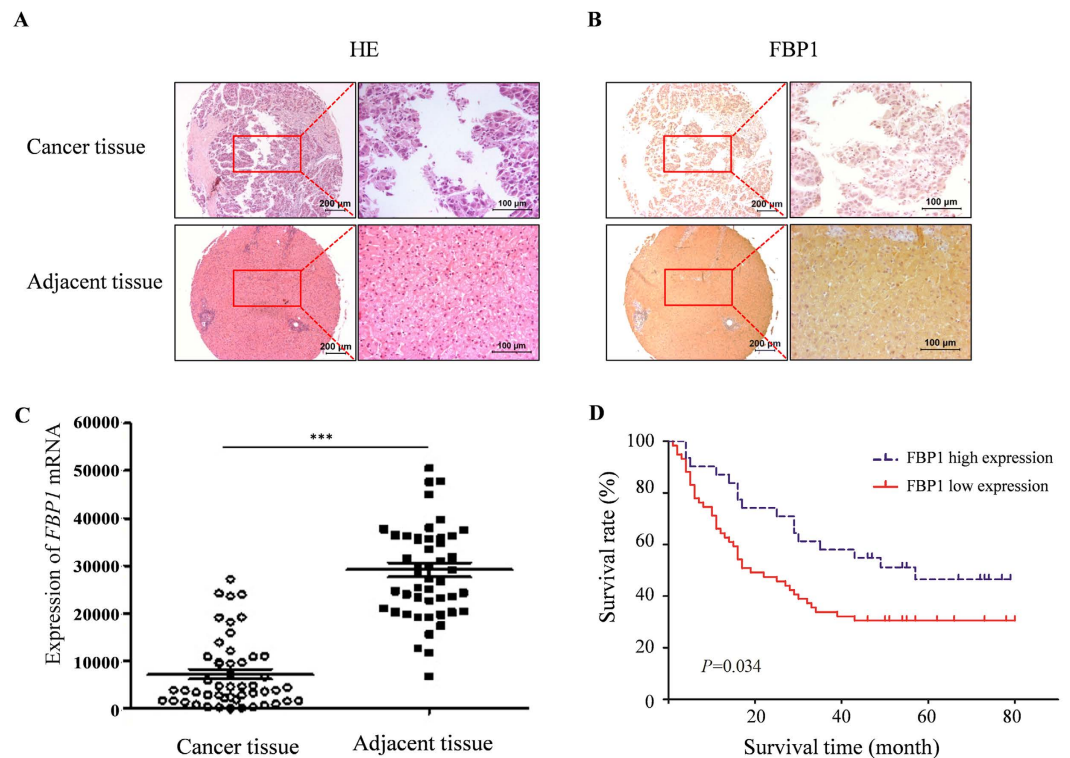 A
B
HE
FBP1
Cancer tissue
200 µm
100 µm
200 µm
100 µm
Adjacent tissue
200 µm
100 µm
200 µm
100 µm
C
Expression of FBP1 mRNA
60000
50000
40000
30000
20000
10000
0
***
Cancer tissue
Adjacent tissue
D
Survival rate (%)
100
80
60
40
20
0
FBP1 high expression
FBP1 low expression
P=0.034
20
40
60
80
Survival time (month)